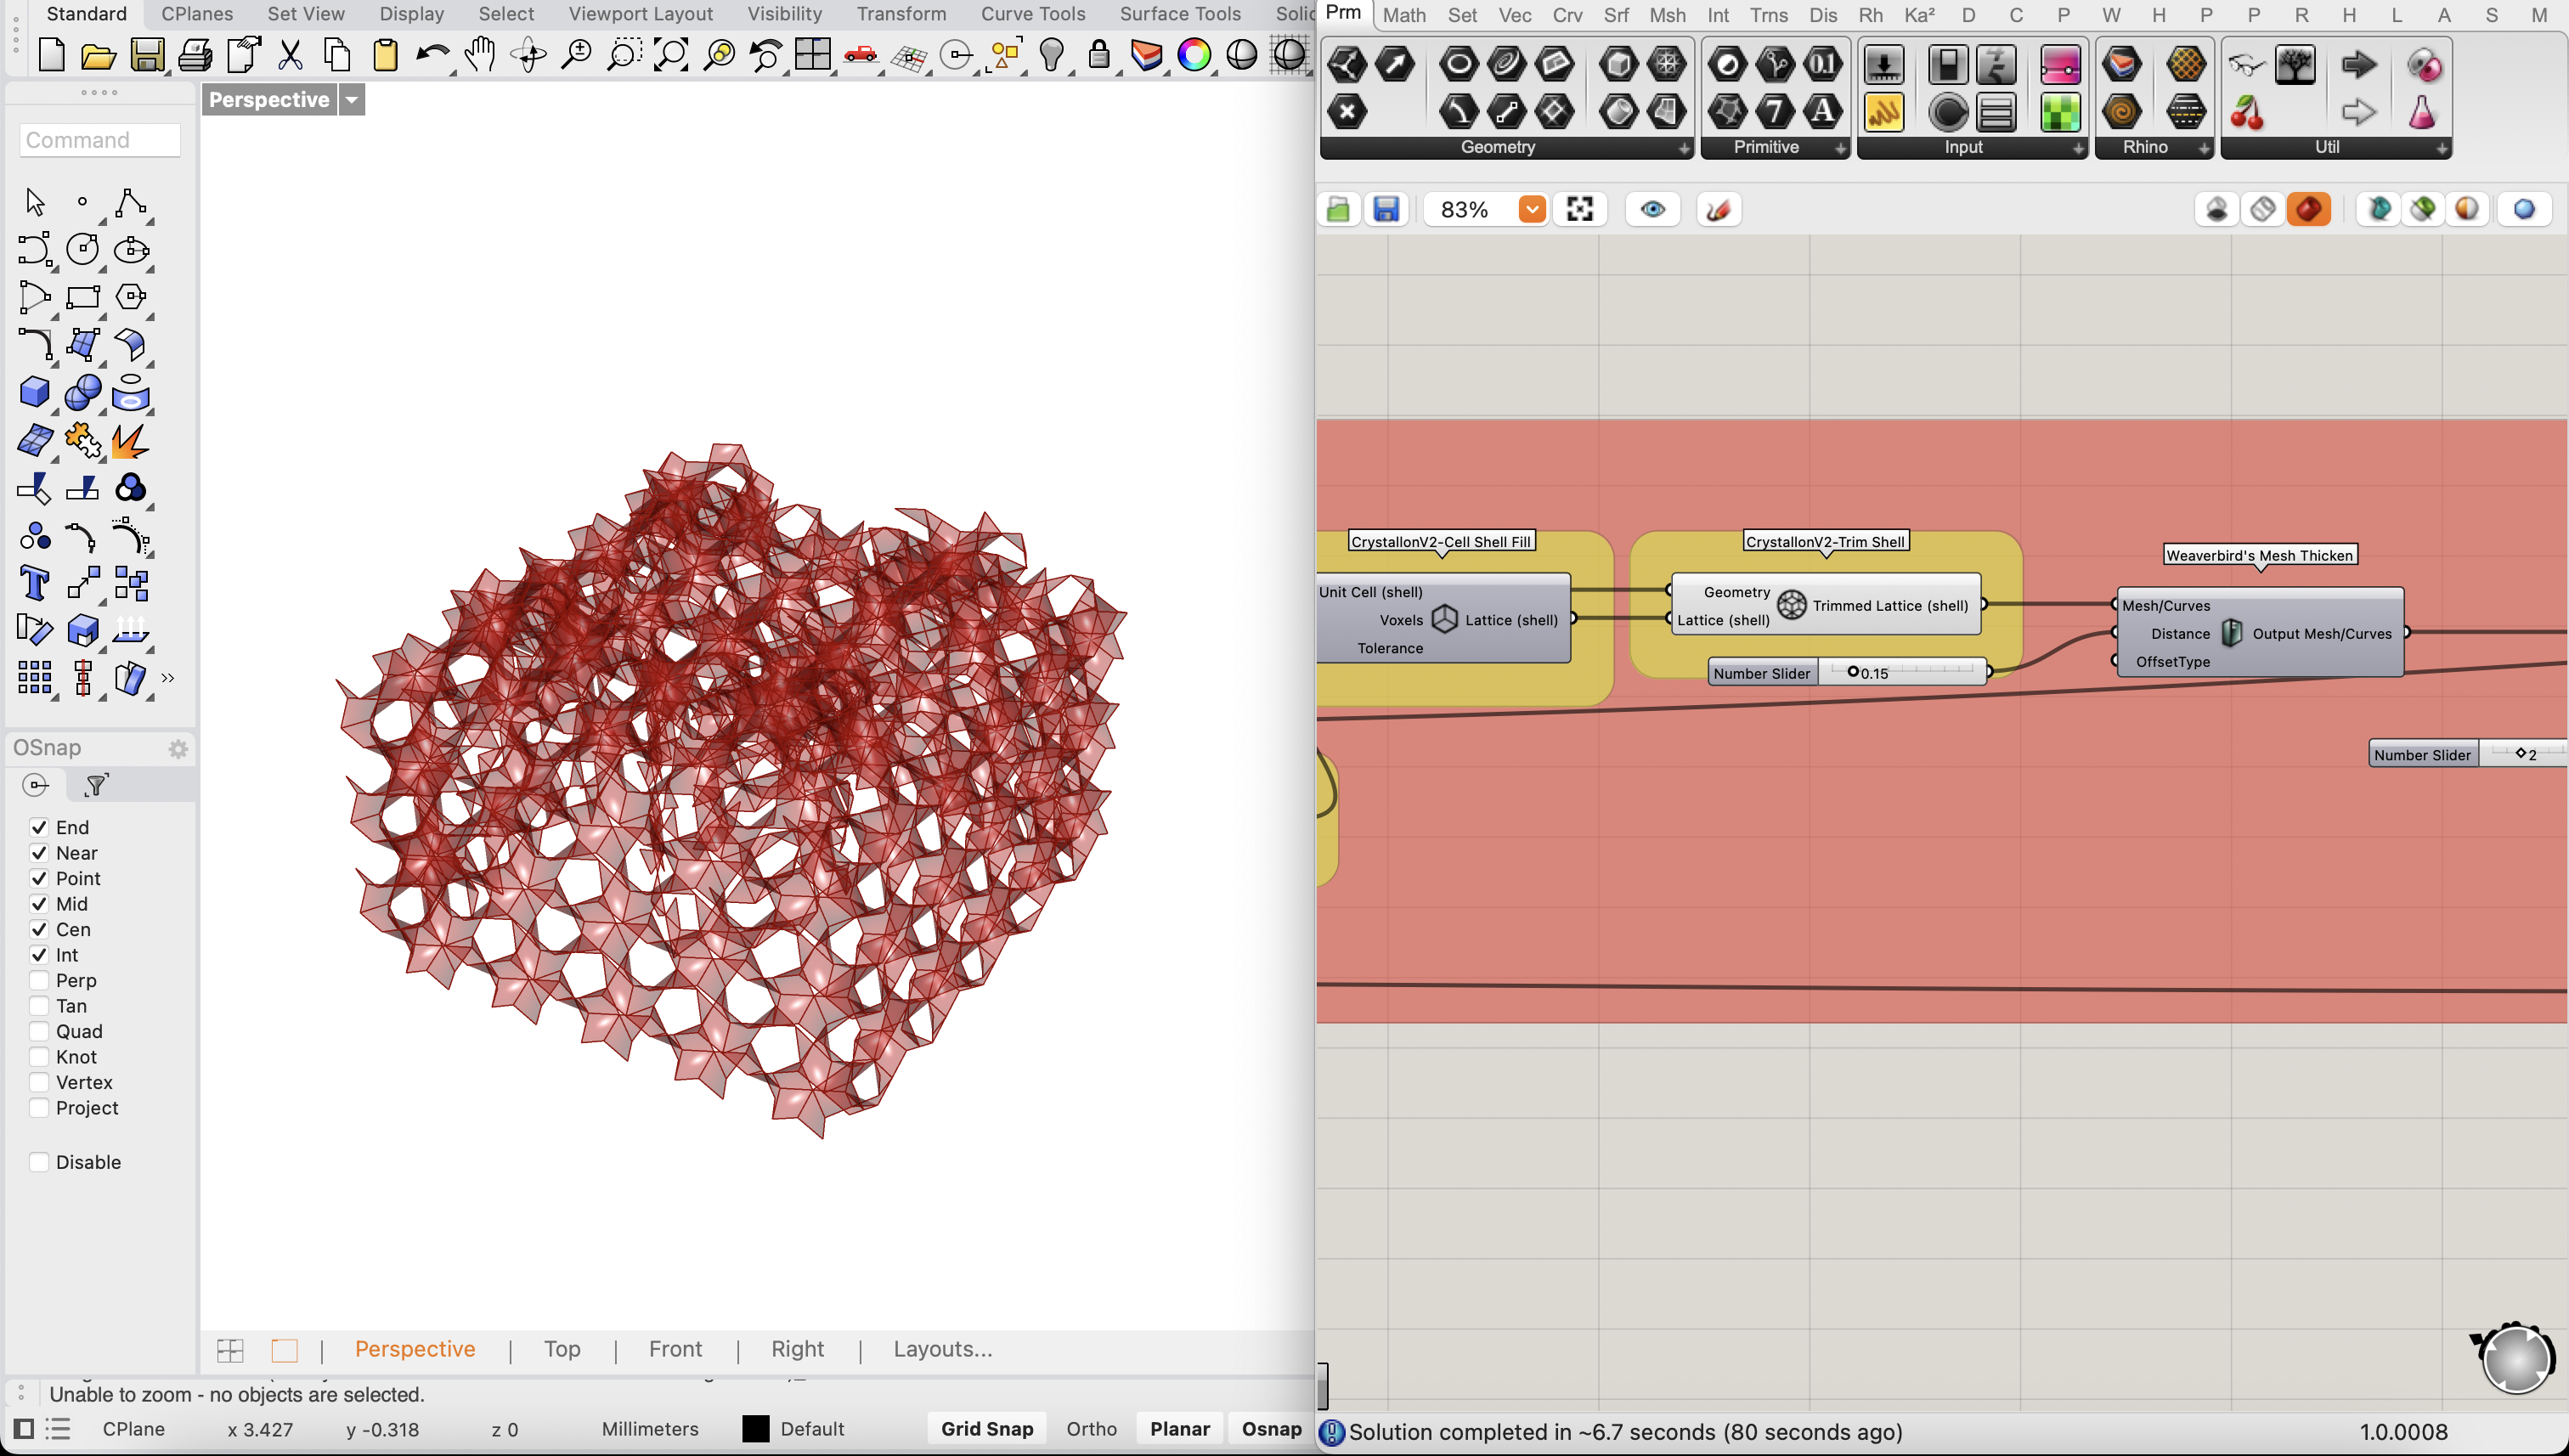 Standard CPlanes Set View Display Select Viewport Layout Visibility Transform Curve Tools Surface Tools
Perspective
Command
OSnap
End
Near
Point
Mid
Cen
Int
Perp
Tan
Quad
Knot
Vertex
Project
Disable
Perspective | Top | Front | Right | Layouts...
Unable to zoom - no objects are selected.
CPlane x 3.427 y -0.318 z 0 Millimeters Default Grid Snap Ortho Planar Osnap
Prm Math Set Vec Crv Srf Msh Int Trns Dis Rh Ka² D C P W H P P R H L A S M
Geometry Primitive Input Rhino Util
83%
CrystallonV2-Cell Shell Fill
Unit Cell (shell)
Voxels
Tolerance
Lattice (shell)
CrystallonV2-Trim Shell
Geometry
Lattice (shell)
Trimmed Lattice (shell)
Number Slider 0.15
Weaverbird's Mesh Thicken
Mesh/Curves
Distance
OffsetType
Output Mesh/Curves
Number Slider 2
Solution completed in ~6.7 seconds (80 seconds ago)
1.0.0008